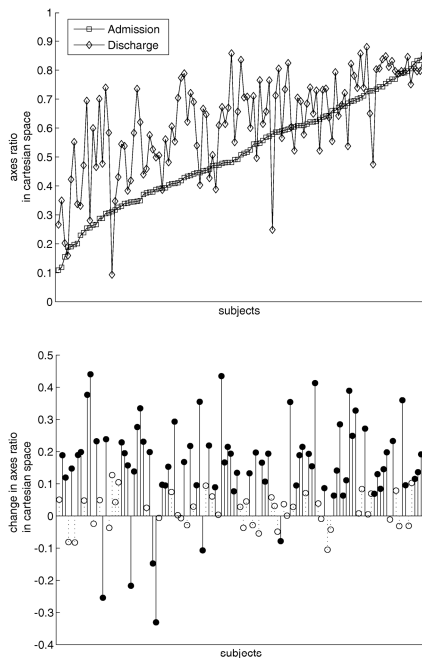 1
0.9
0.8
0.7
0.6
0.5
0.4
0.3
0.2
0.1
0
axes ratio
in cartesian space
Admission
Discharge
subjects
0.5
0.4
0.3
0.2
0.1
0
-0.1
-0.2
-0.3
-0.4
change in axes ratio
in cartesian space
subjects